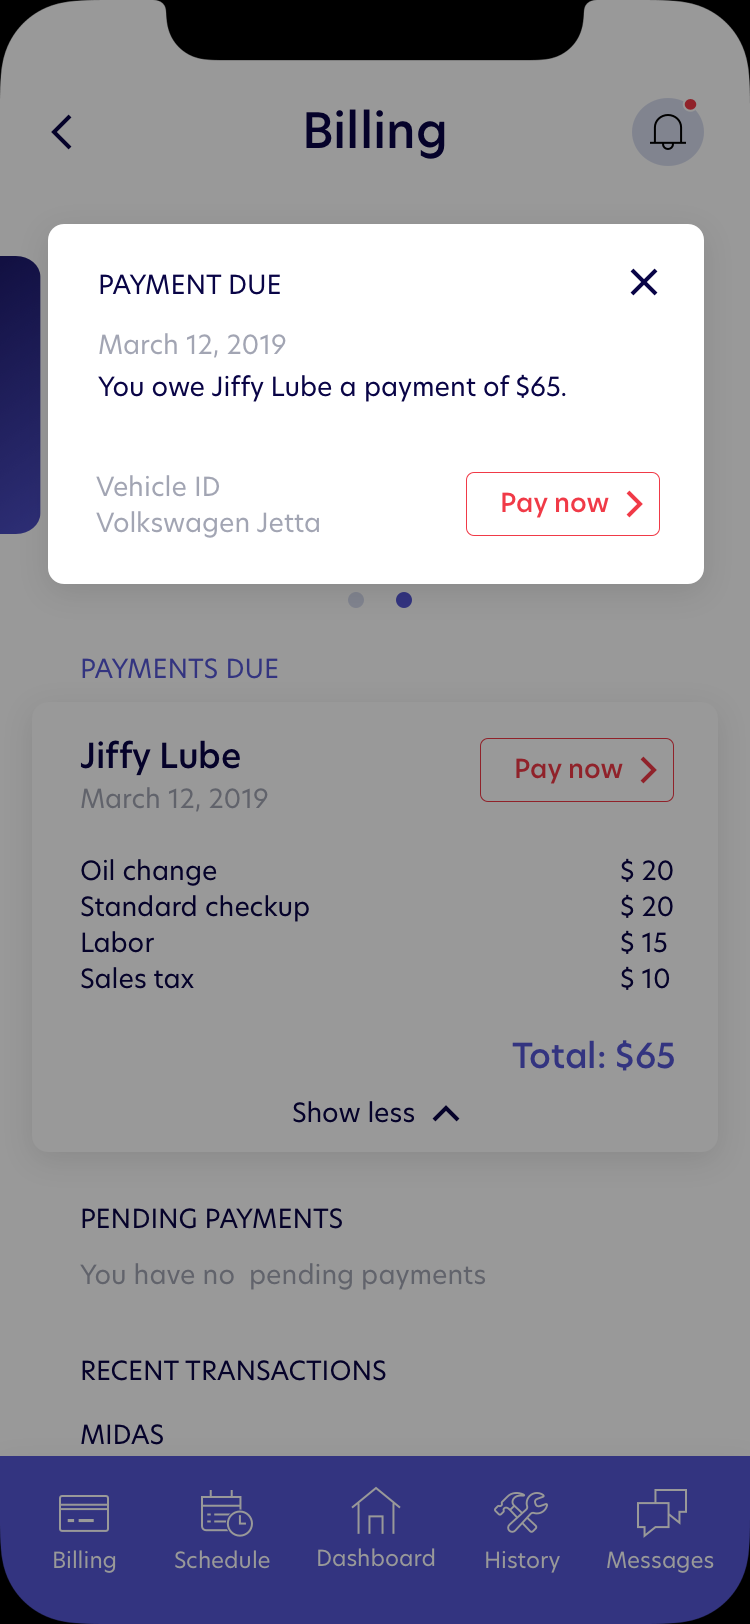 Billing
PAYMENT DUE
March 12, 2019
You owe Jiffy Lube a payment of $65.
Vehicle ID
Volkswagen Jetta
Pay now
PAYMENTS DUE
Jiffy Lube
March 12, 2019
Pay now
Oil change $ 20
Standard checkup $ 20
Labor $ 15
Sales tax $ 10
Total: $65
Show less
PENDING PAYMENTS
You have no  pending payments
RECENT TRANSACTIONS
MIDAS
Billing Schedule Dashboard History Messages